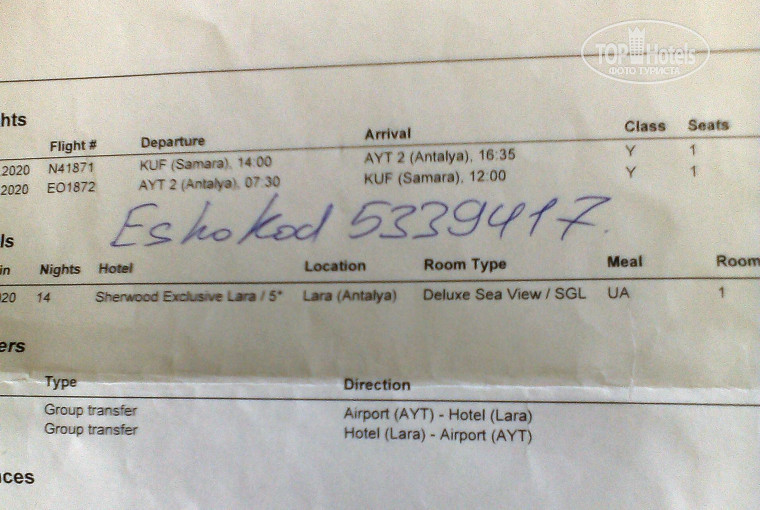 TOP Hotels
ФОТО ТУРИСТА
hts
Flight # Departure Arrival Class Seats
.2020 N41871 KUF (Samara), 14:00 AYT 2 (Antalya), 16:35 Y 1
.2020 EO1872 AYT 2 (Antalya), 07:30 KUF (Samara), 12:00 Y 1
Eshokod 5339417.
ls
in Nights Hotel Location Room Type Meal Room
020 14 Sherwood Exclusive Lara / 5* Lara (Antalya) Deluxe Sea View / SGL UA 1
ers
Type Direction
Group transfer Airport (AYT) - Hotel (Lara)
Group transfer Hotel (Lara) - Airport (AYT)
nces